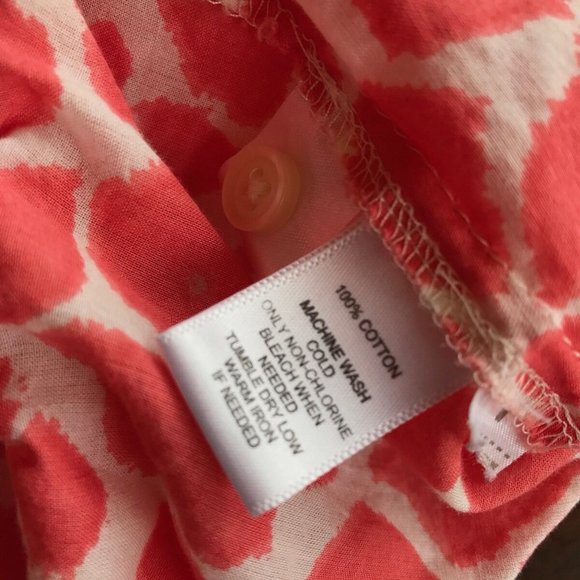 100% COTTON
MACHINE WASH
COLD
ONLY NON-CHLORINE
BLEACH WHEN
NEEDED
TUMBLE DRY LOW
WARM IRON
IF NEEDED